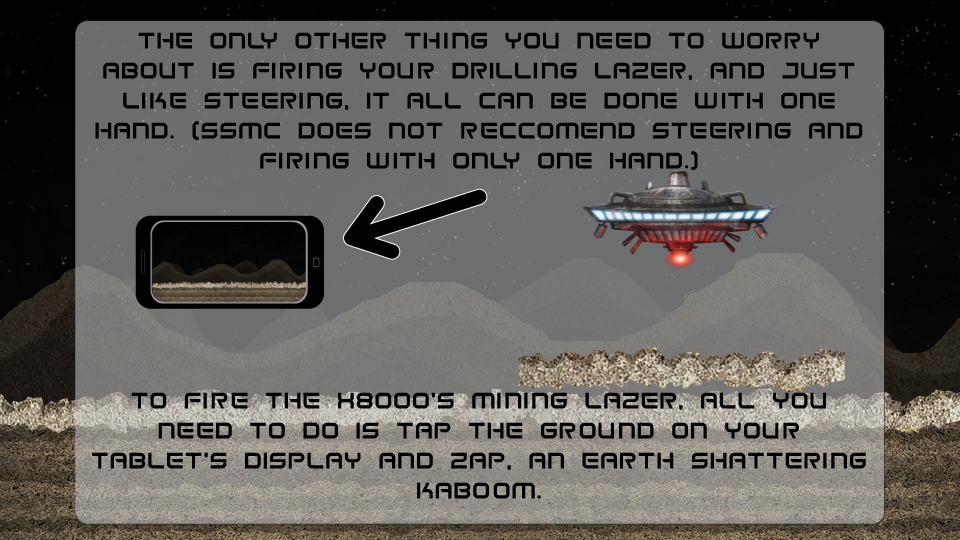 THE ONLY OTHER THING YOU NEED TO WORRY
ABOUT IS FIRING YOUR DRILLING LAZER, AND JUST
LIKE STEERING, IT ALL CAN BE DONE WITH ONE
HAND. (SSMC DOES NOT RECCOMEND STEERING AND
FIRING WITH ONLY ONE HAND.)
TO FIRE THE X8000'S MINING LAZER, ALL YOU
NEED TO DO IS TAP THE GROUND ON YOUR
TABLET'S DISPLAY AND ZAP, AN EARTH SHATTERING
KABOOM.